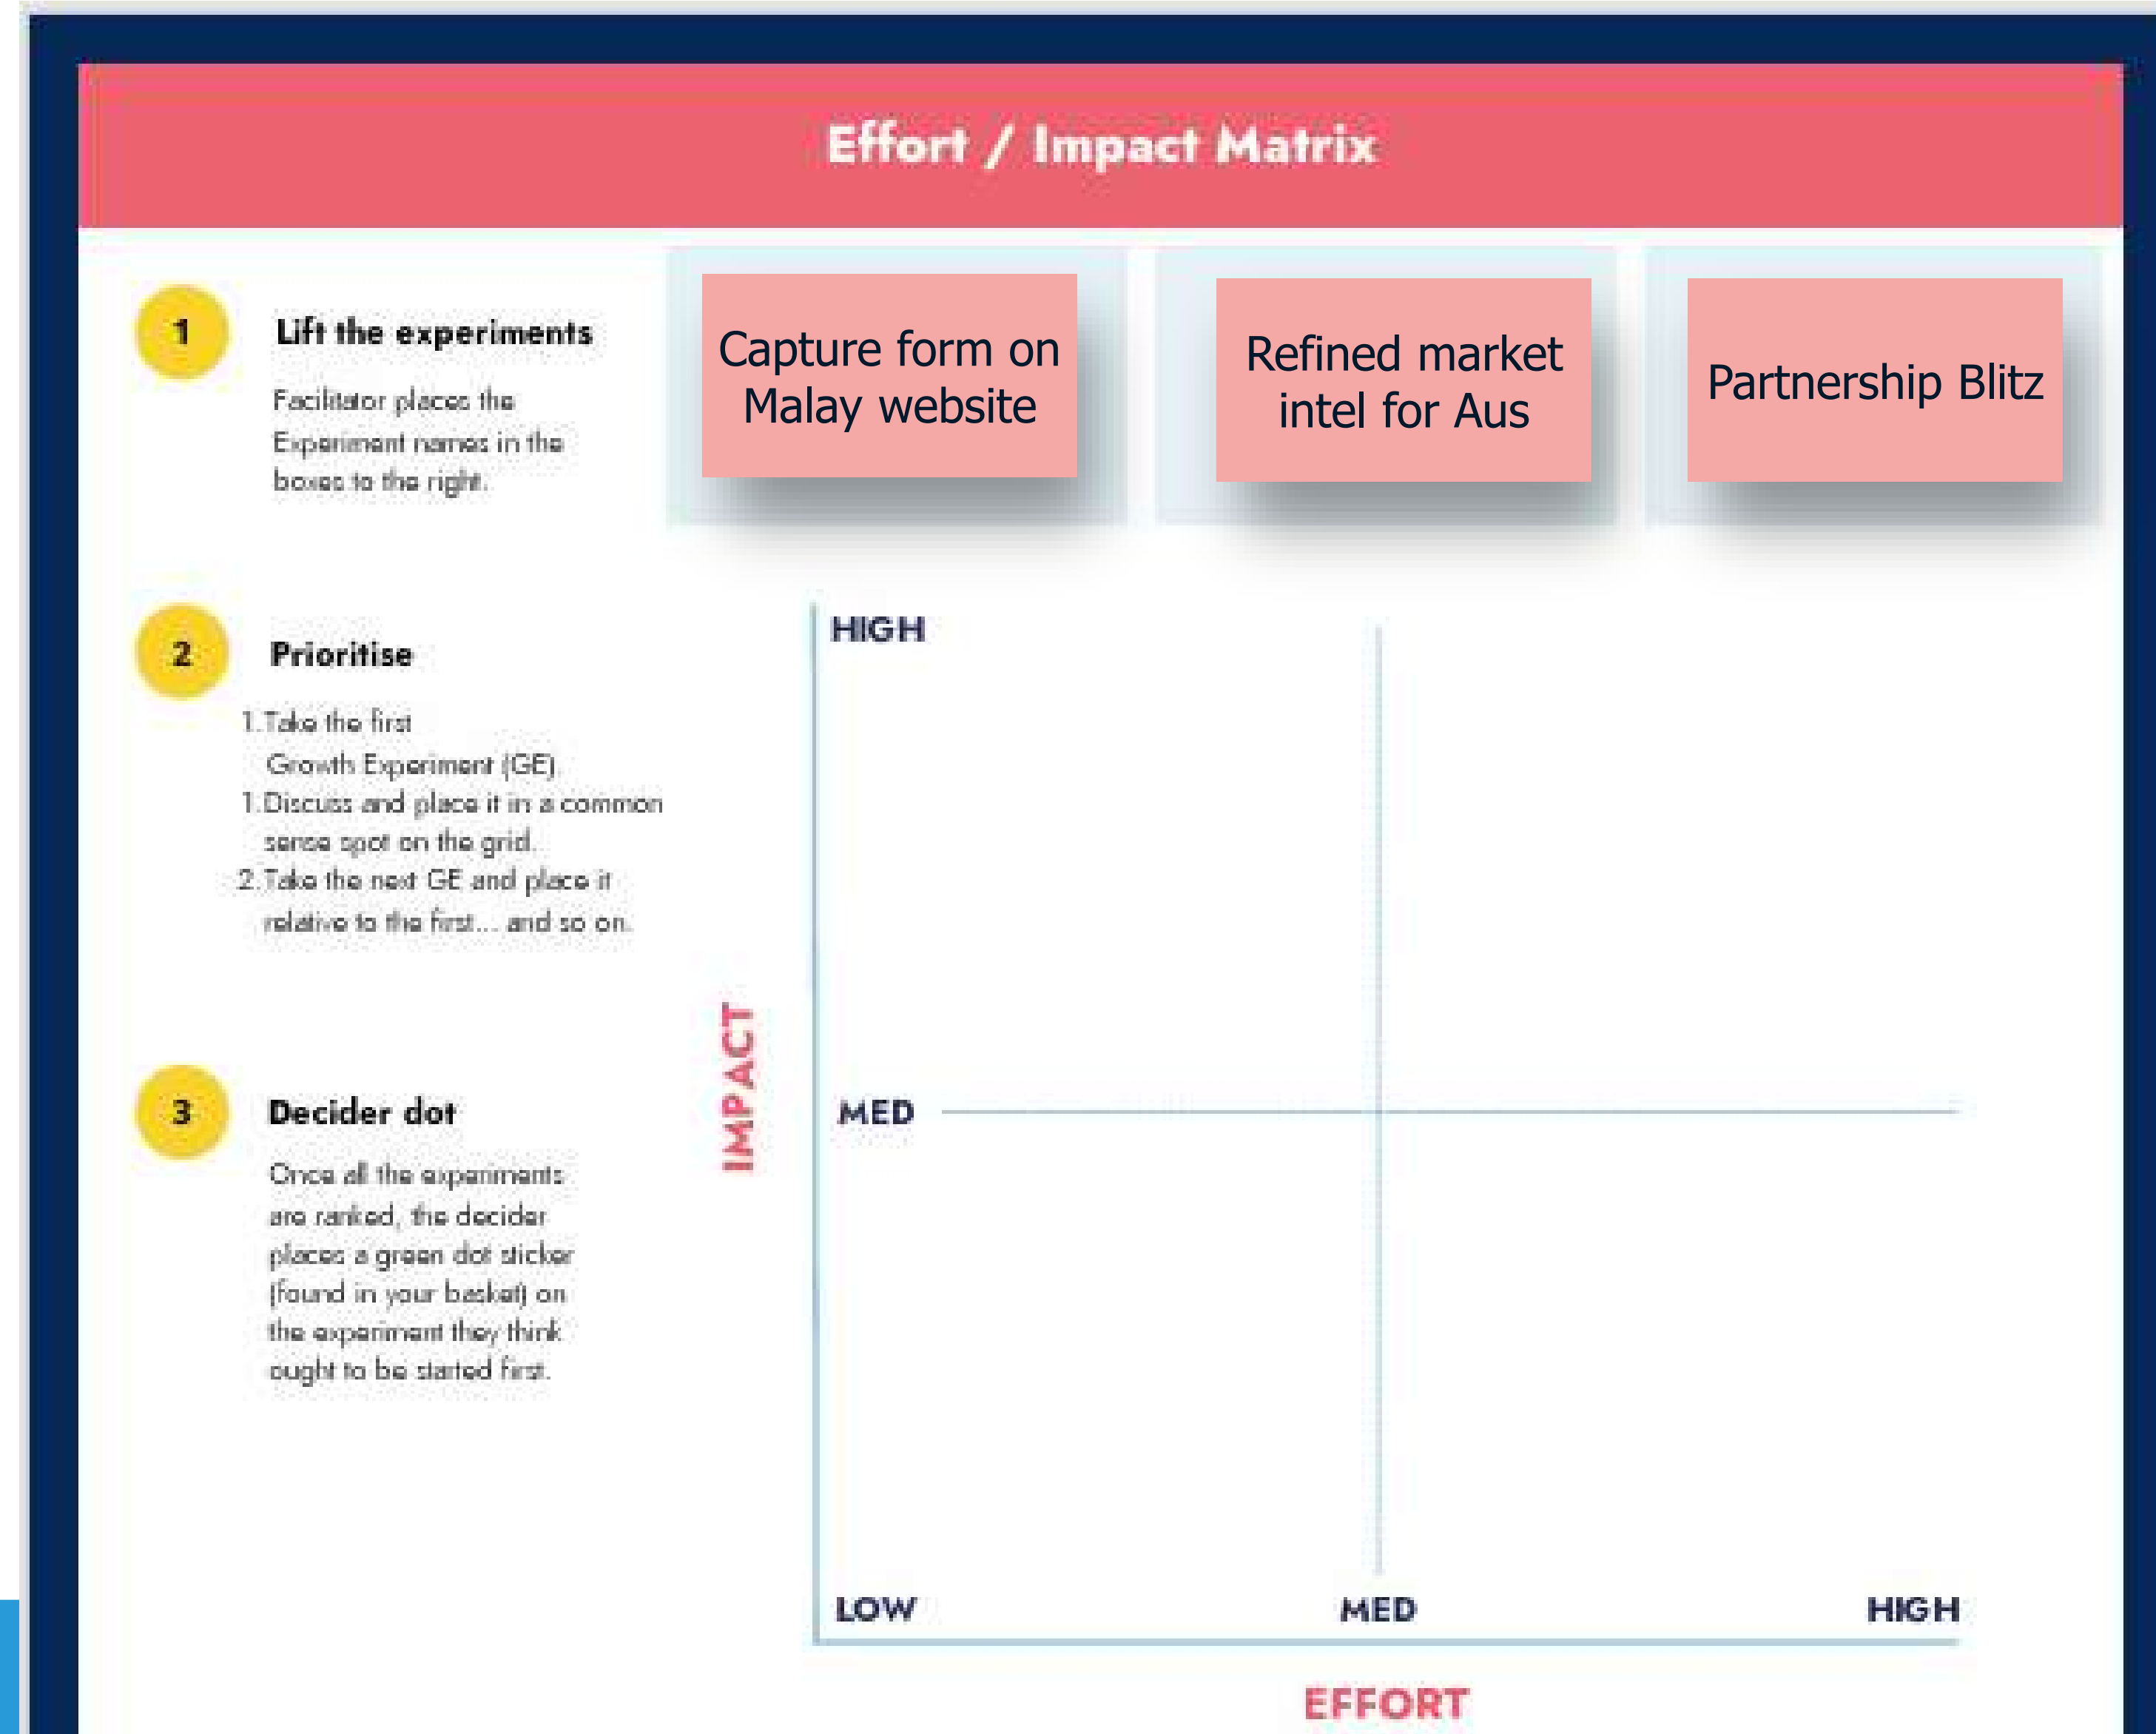 Effort / Impact Matrix
1
Lift the experiments
Facilitator places the
Experiment names in the
boxes to the right.
Capture form on
Malay website
Refined market
intel for Aus
Partnership Blitz
2
Prioritise
1.Take the first
Growth Experiment (GE).
1.Discuss and place it in a common
sense spot on the grid.
2.Take the next GE and place it
relative to the first... and so on.
3
Decider dot
Once all the experiments
are ranked, the decider
places a green dot sticker
(found in your basket) on
the experiment they think
ought to be started first.
IMPACT
HIGH
MED
LOW
MED
HIGH
EFFORT